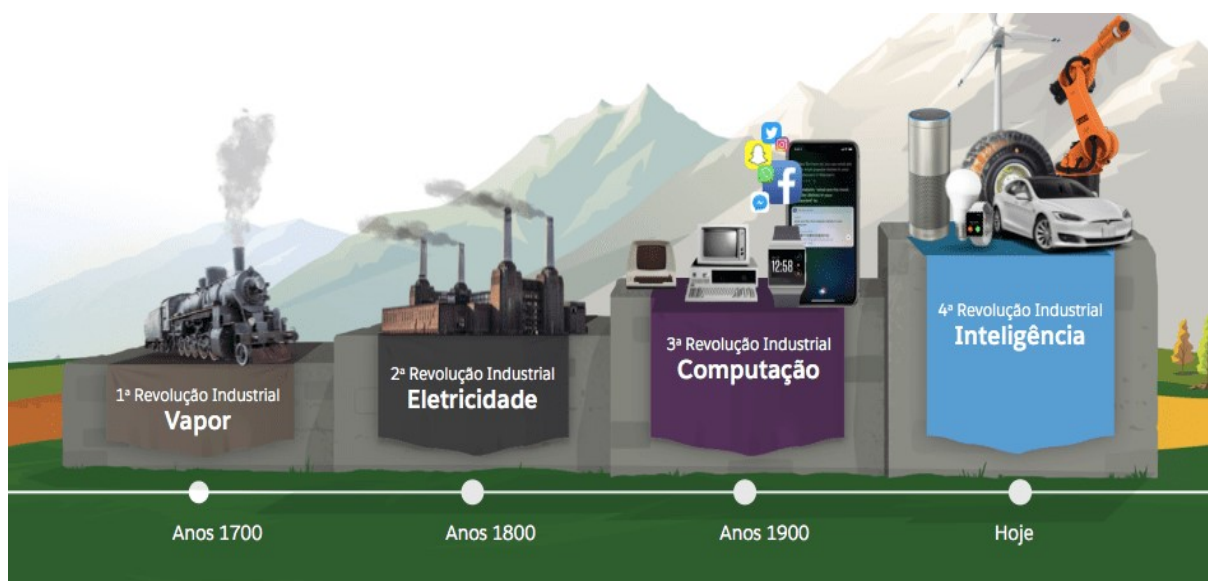 1ª Revolução Industrial
Vapor
2ª Revolução Industrial
Eletricidade
3ª Revolução Industrial
Computação
4ª Revolução Industrial
Inteligência
12:58
Anos 1700
Anos 1800
Anos 1900
Hoje